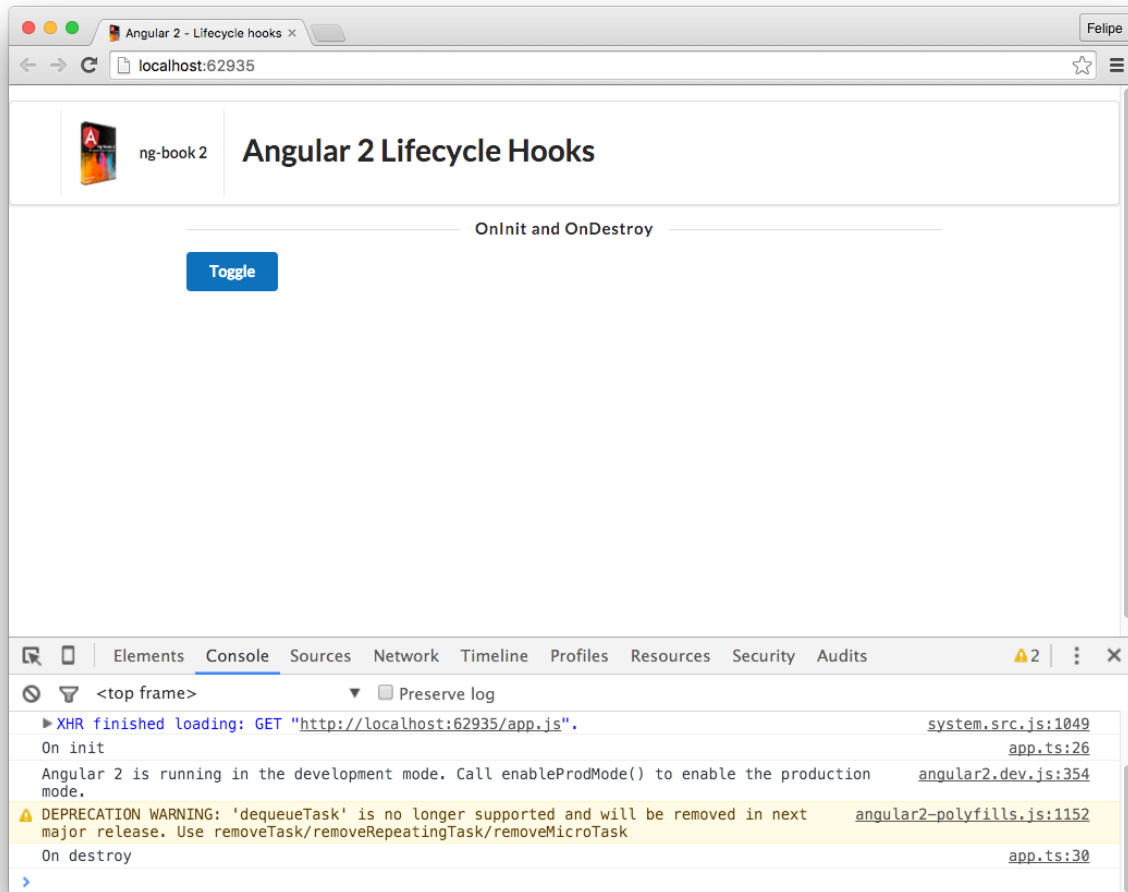 Angular 2 - Lifecycle hooks ×
Felipe
localhost:62935
ng-book 2
Angular 2 Lifecycle Hooks
OnInit and OnDestroy
Toggle
Elements Console Sources Network Timeline Profiles Resources Security Audits 2
<top frame> Preserve log
XHR finished loading: GET "http://localhost:62935/app.js". system.src.js:1049
On init app.ts:26
Angular 2 is running in the development mode. Call enableProdMode() to enable the production angular2.dev.js:354
mode.
DEPRECATION WARNING: 'dequeueTask' is no longer supported and will be removed in next angular2-polyfills.js:1152
major release. Use removeTask/removeRepeatingTask/removeMicroTask
On destroy app.ts:30